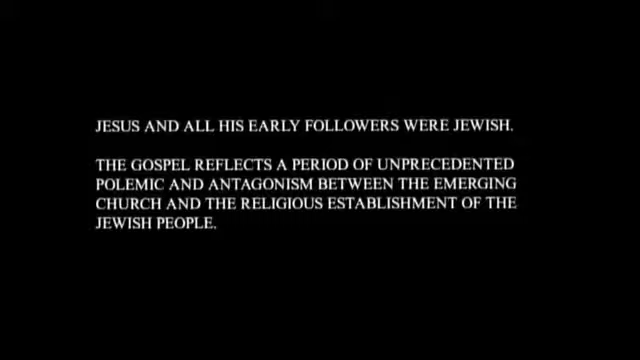 JESUS AND ALL HIS EARLY FOLLOWERS WERE JEWISH.
THE GOSPEL REFLECTS A PERIOD OF UNPRECEDENTED
POLEMIC AND ANTAGONISM BETWEEN THE EMERGING
CHURCH AND THE RELIGIOUS ESTABLISHMENT OF THE
JEWISH PEOPLE.